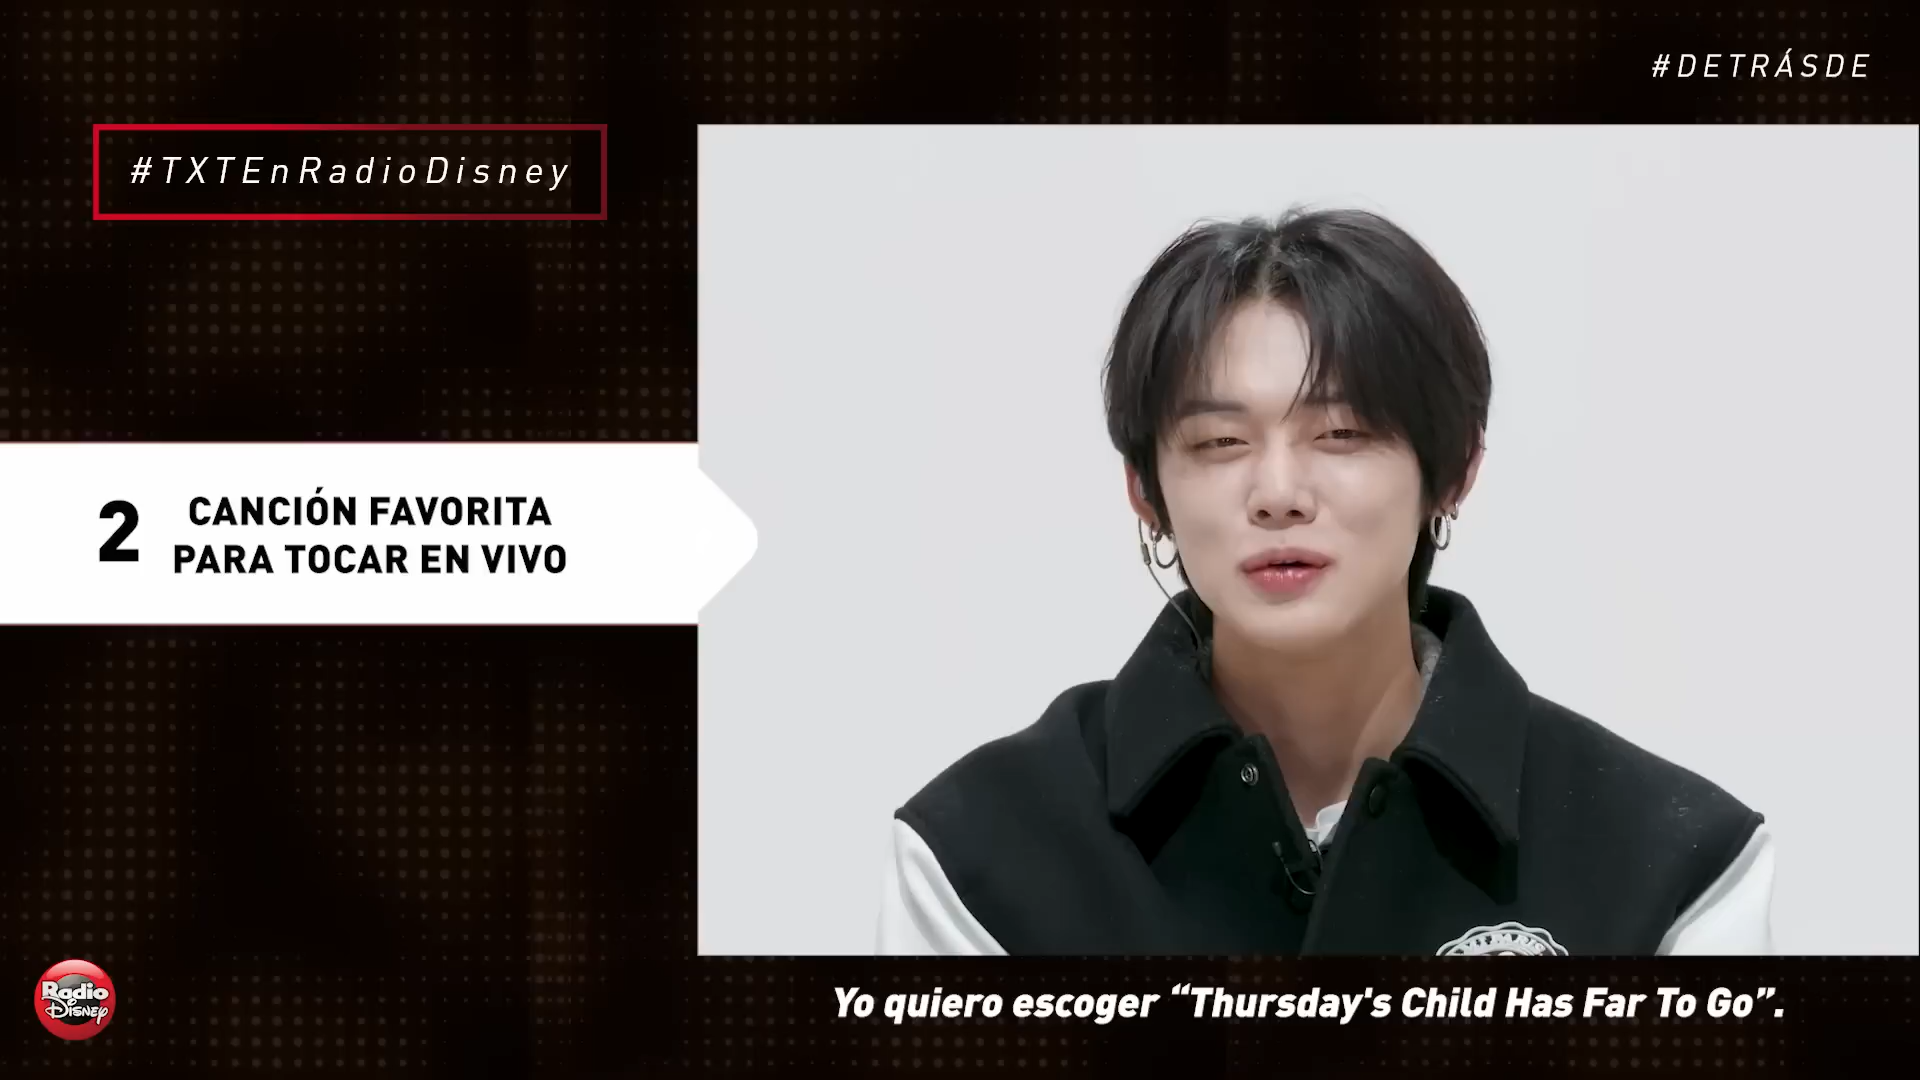 #DETRÁSDE
#TXTEnRadioDisney
2
CANCIÓN FAVORITA
PARA TOCAR EN VIVO
Radio
Disney
Yo quiero escoger “Thursday's Child Has Far To Go”.